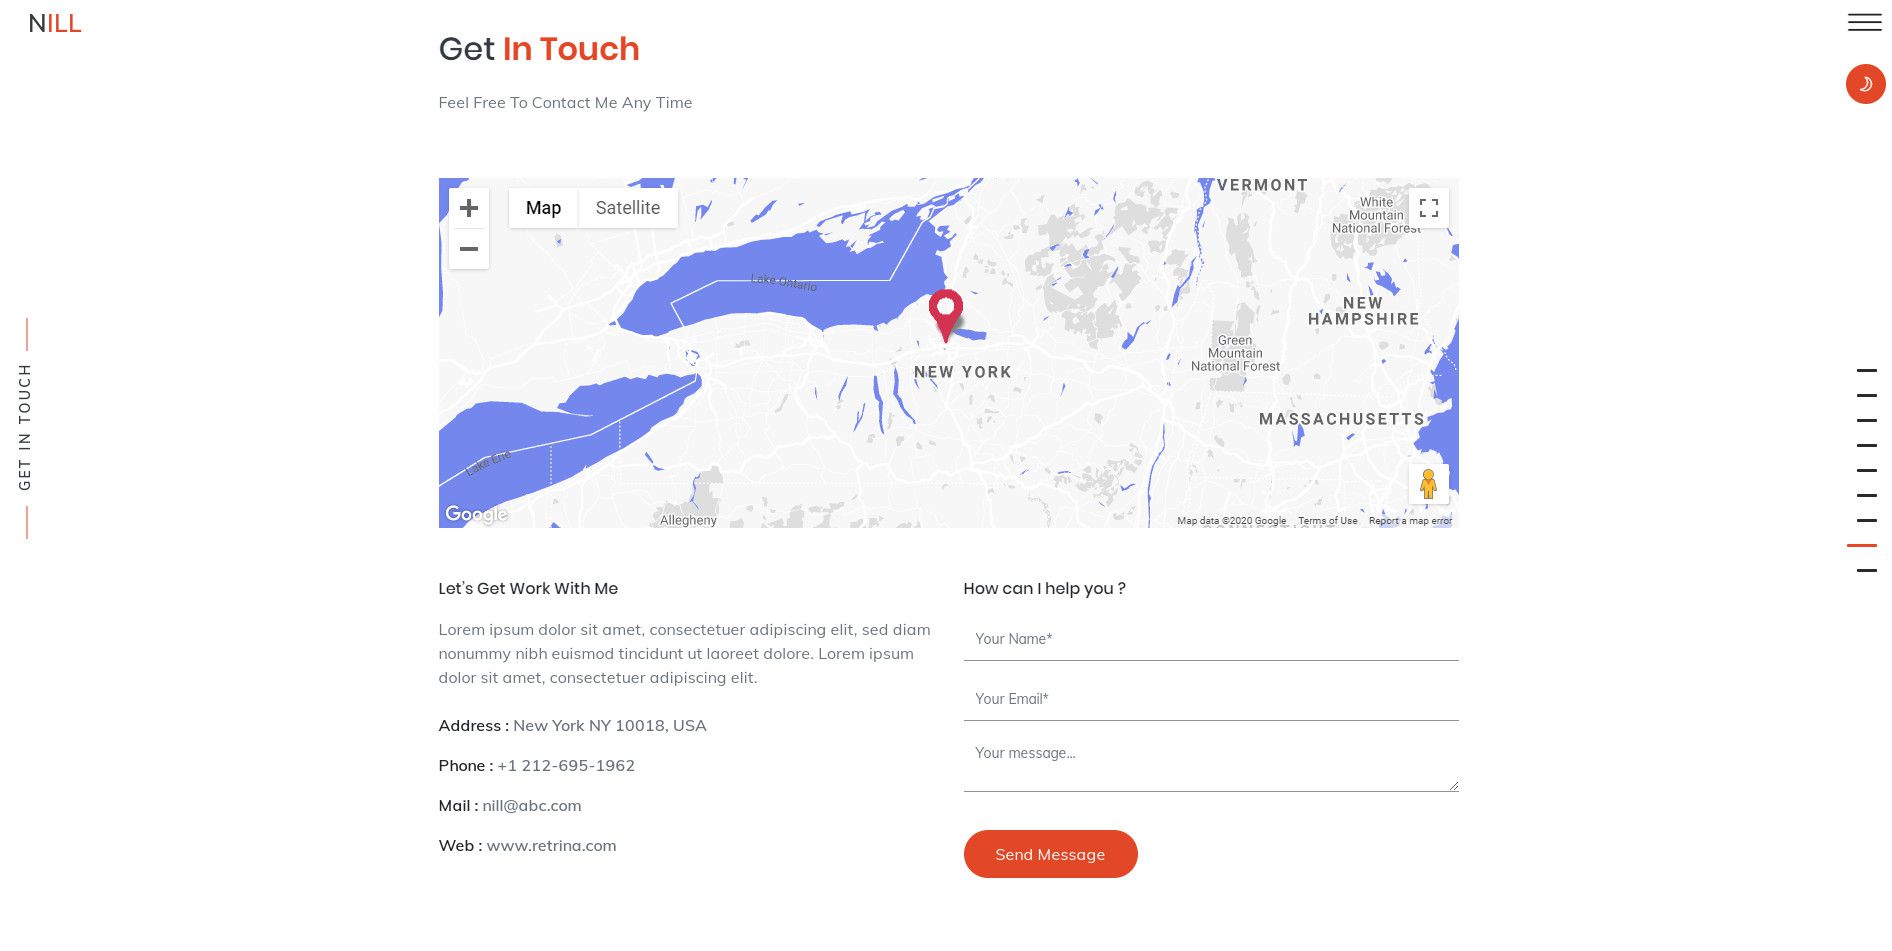 NILL
Get In Touch
Feel Free To Contact Me Any Time
GET IN TOUCH
Map
Satellite
VERMONT
White
Mountain
National Forest
Lake Ontario
NEW
HAMPSHIRE
Green
Mountain
National Forest
NEW YORK
MASSACHUSETTS
Lake Erie
Allegheny
Google
Map data ©2020 Google
Terms of Use
Report a map error
CONNECTICUT
Let's Get Work With Me
Lorem ipsum dolor sit amet, consectetuer adipiscing elit, sed diam
nonummy nibh euismod tincidunt ut laoreet dolore. Lorem ipsum
dolor sit amet, consectetuer adipiscing elit.
Address : New York NY 10018, USA
Phone : +1 212-695-1962
Mail : nill@abc.com
Web : www.retrina.com
How can I help you ?
Your Name*
Your Email*
Your message...
Send Message